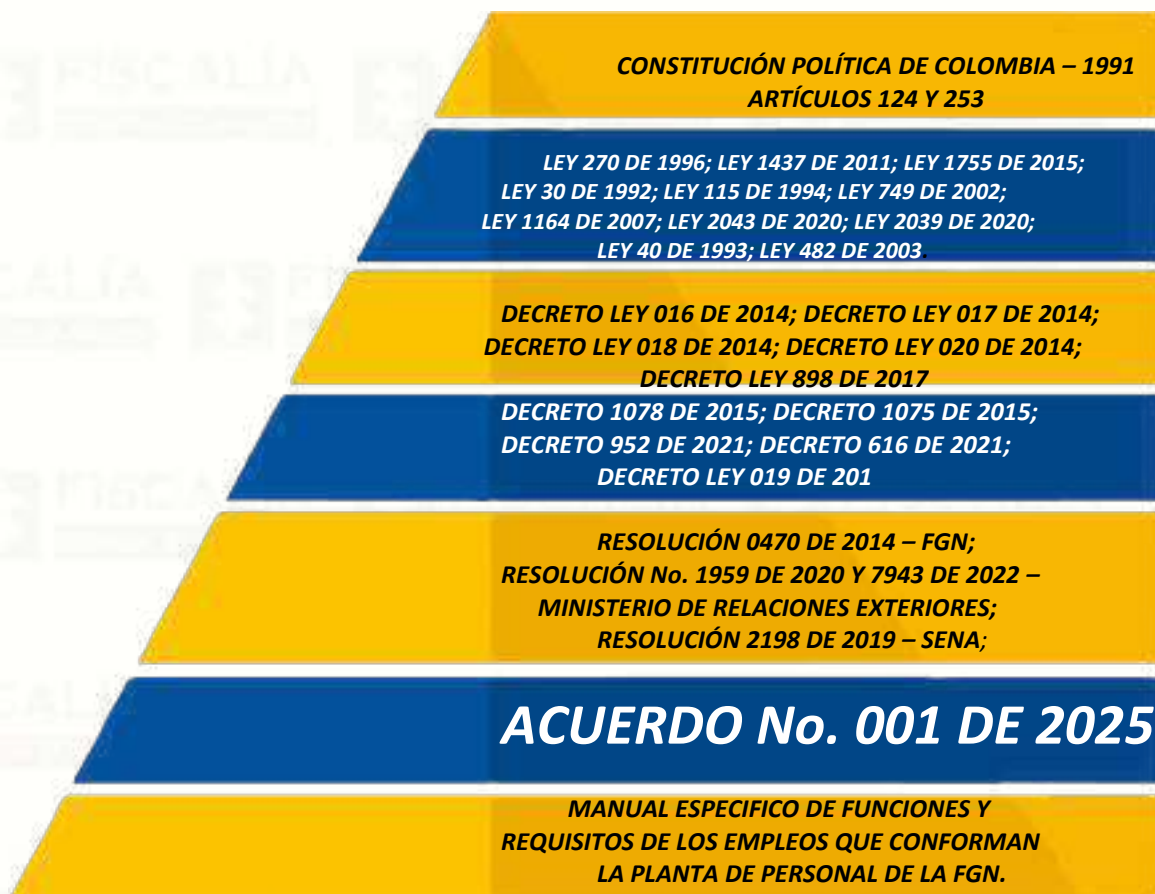 CONSTITUCIÓN POLÍTICA DE COLOMBIA – 1991
ARTÍCULOS 124 Y 253
LEY 270 DE 1996; LEY 1437 DE 2011; LEY 1755 DE 2015;
LEY 30 DE 1992; LEY 115 DE 1994; LEY 749 DE 2002;
LEY 1164 DE 2007; LEY 2043 DE 2020; LEY 2039 DE 2020;
LEY 40 DE 1993; LEY 482 DE 2003.
DECRETO LEY 016 DE 2014; DECRETO LEY 017 DE 2014;
DECRETO LEY 018 DE 2014; DECRETO LEY 020 DE 2014;
DECRETO LEY 898 DE 2017
DECRETO 1078 DE 2015; DECRETO 1075 DE 2015;
DECRETO 952 DE 2021; DECRETO 616 DE 2021;
DECRETO LEY 019 DE 201
RESOLUCIÓN 0470 DE 2014 – FGN;
RESOLUCIÓN No. 1959 DE 2020 Y 7943 DE 2022 –
MINISTERIO DE RELACIONES EXTERIORES;
RESOLUCIÓN 2198 DE 2019 – SENA;
ACUERDO No. 001 DE 2025
MANUAL ESPECIFICO DE FUNCIONES Y
REQUISITOS DE LOS EMPLEOS QUE CONFORMAN
LA PLANTA DE PERSONAL DE LA FGN.